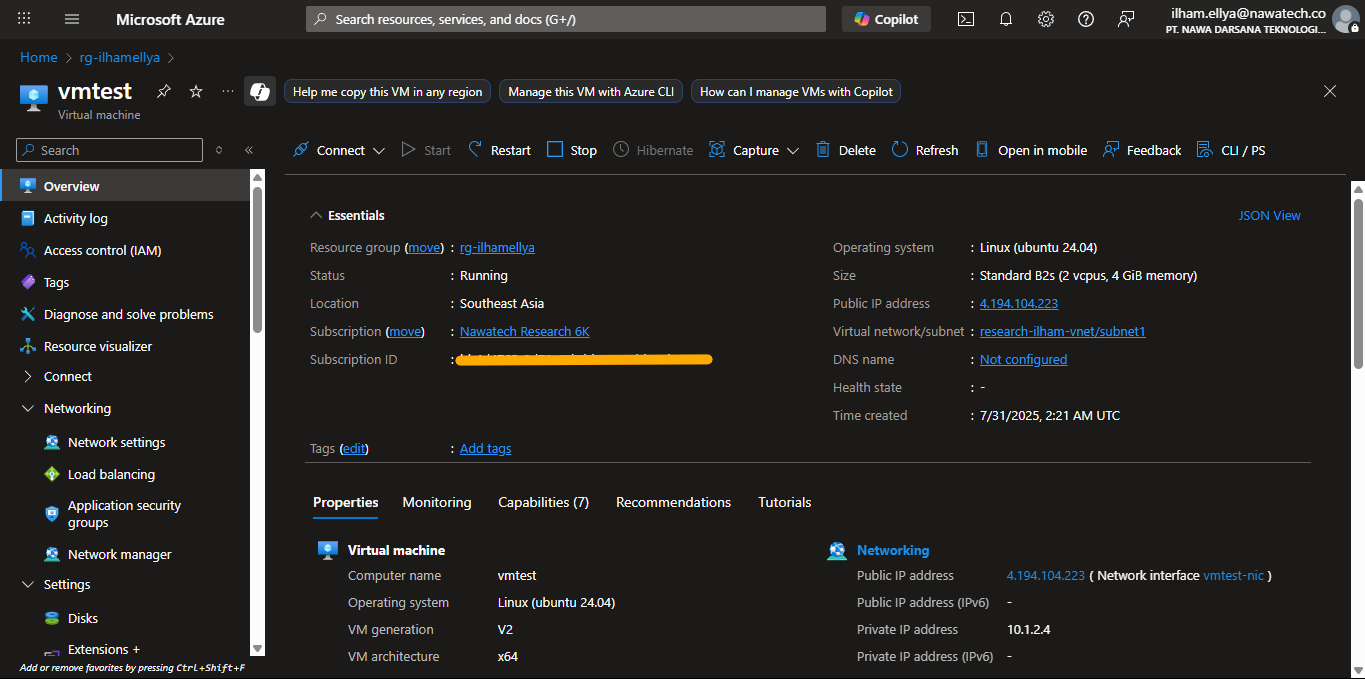 Microsoft Azure
Search resources, services, and docs (G+/)
Copilot
ilham.ellya@nawatech.co
PT. NAWA DARSANA TEKNOLOGI...
Home > rg-ilhamellya >
vmtest
Virtual machine
Help me copy this VM in any region
Manage this VM with Azure CLI
How can I manage VMs with Copilot
Search
Connect
Start
Restart
Stop
Hibernate
Capture
Delete
Refresh
Open in mobile
Feedback
CLI / PS
Overview
Activity log
Access control (IAM)
Tags
Diagnose and solve problems
Resource visualizer
Connect
Networking
Network settings
Load balancing
Application security
groups
Network manager
Settings
Disks
Extensions +
Add or remove favorites by pressing Ctrl+Shift+F
Essentials
JSON View
Resource group (move) : rg-ilhamellya
Status : Running
Location : Southeast Asia
Subscription (move) : Nawatech Research 6K
Subscription ID :
Operating system : Linux (ubuntu 24.04)
Size : Standard B2s (2 vcpus, 4 GiB memory)
Public IP address : 4.194.104.223
Virtual network/subnet : research-ilham-vnet/subnet1
DNS name : Not configured
Health state : -
Time created : 7/31/2025, 2:21 AM UTC
Tags (edit) : Add tags
Properties
Monitoring
Capabilities (7)
Recommendations
Tutorials
Virtual machine
Computer name vmtest
Operating system Linux (ubuntu 24.04)
VM generation V2
VM architecture x64
Networking
Public IP address 4.194.104.223 ( Network interface vmtest-nic )
Public IP address (IPv6) -
Private IP address 10.1.2.4
Private IP address (IPv6) -